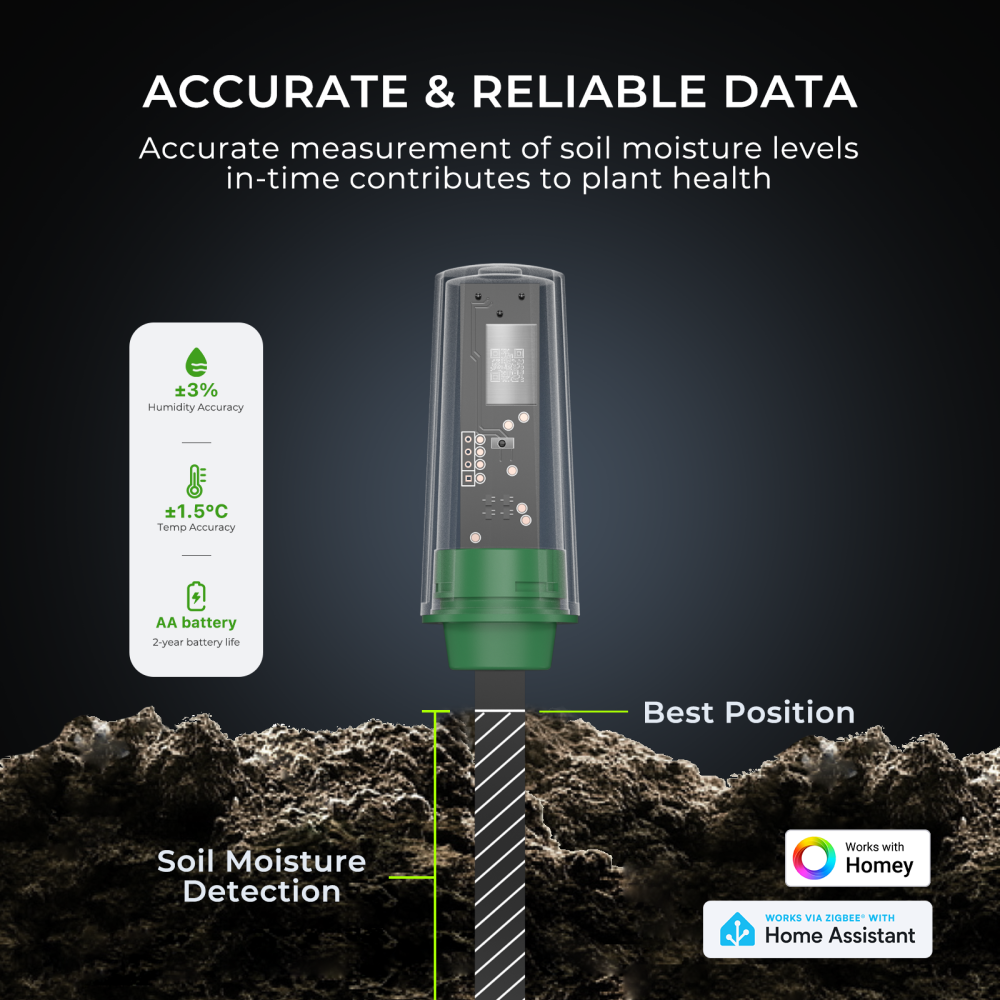 ACCURATE & RELIABLE DATA
Accurate measurement of soil moisture levels
in-time contributes to plant health
±3%
Humidity Accuracy
±1.5°C
Temp Accuracy
AA battery
2-year battery life
Best Position
Soil Moisture
Detection
Works with
Homey
WORKS VIA ZIGBEE® WITH
Home Assistant